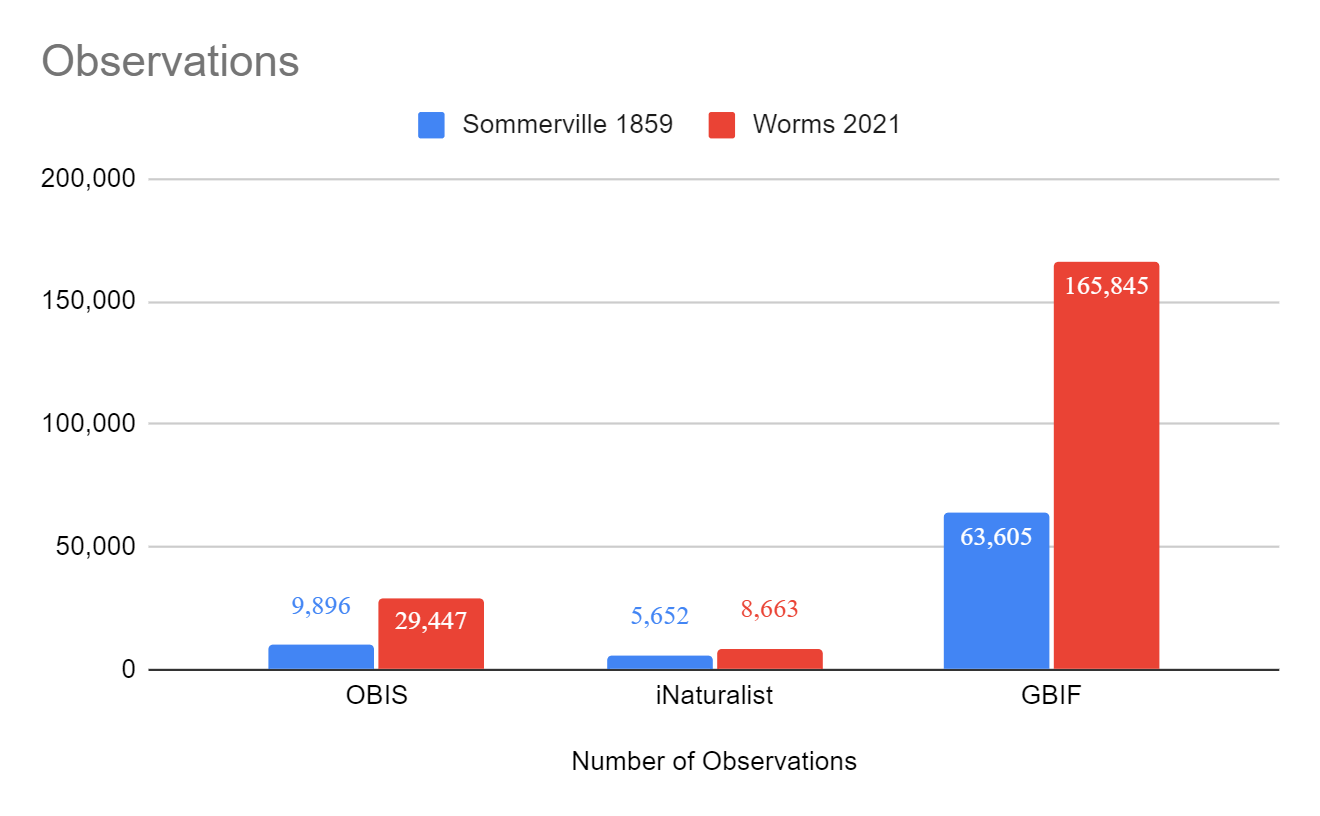 Observations
Sommerville 1859 Worms 2021
200,000
150,000
165,845
100,000
50,000
63,605
9,896 29,447 5,652 8,663
0
OBIS iNaturalist GBIF
Number of Observations